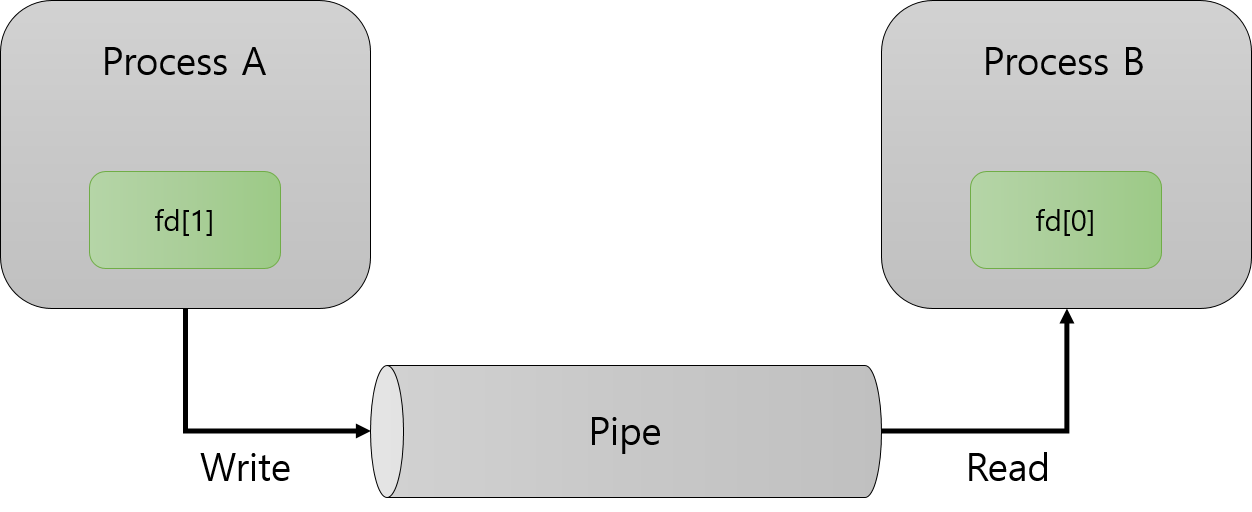 Process A
Process B
fd[1]
fd[0]
Pipe
Write
Read